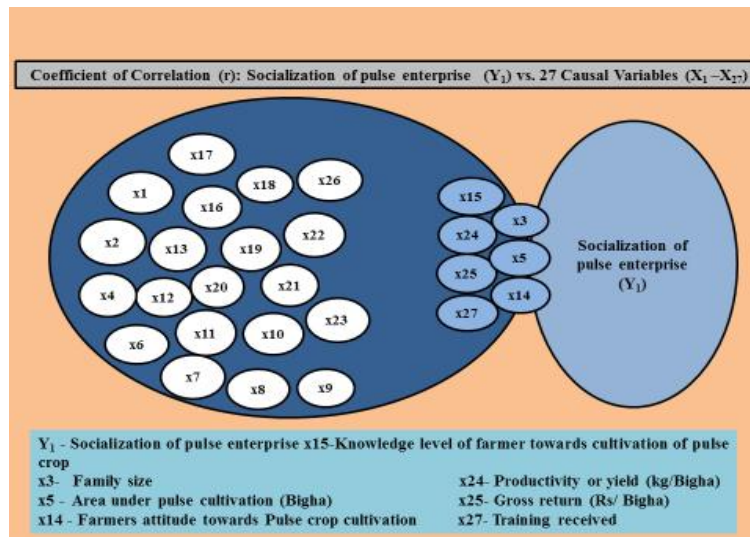 Coefficient of Correlation (r): Socialization of pulse enterprise (Y₁) vs. 27 Causal Variables (X₁ –X₂₇)
x17
x1
x18
x26
x16
x15
x3
x2
x13
x19
x22
x24
Socialization of
pulse enterprise
(Y₁)
x5
x4
x12
x20
x21
x25
x14
x6
x11
x10
x23
x27
x7
x8
x9
Y₁ - Socialization of pulse enterprise x15-Knowledge level of farmer towards cultivation of pulse
crop
x3- Family size
x24- Productivity or yield (kg/Bigha)
x5 - Area under pulse cultivation (Bigha)
x25- Gross return (Rs/ Bigha)
x14 - Farmers attitude towards Pulse crop cultivation
x27- Training received